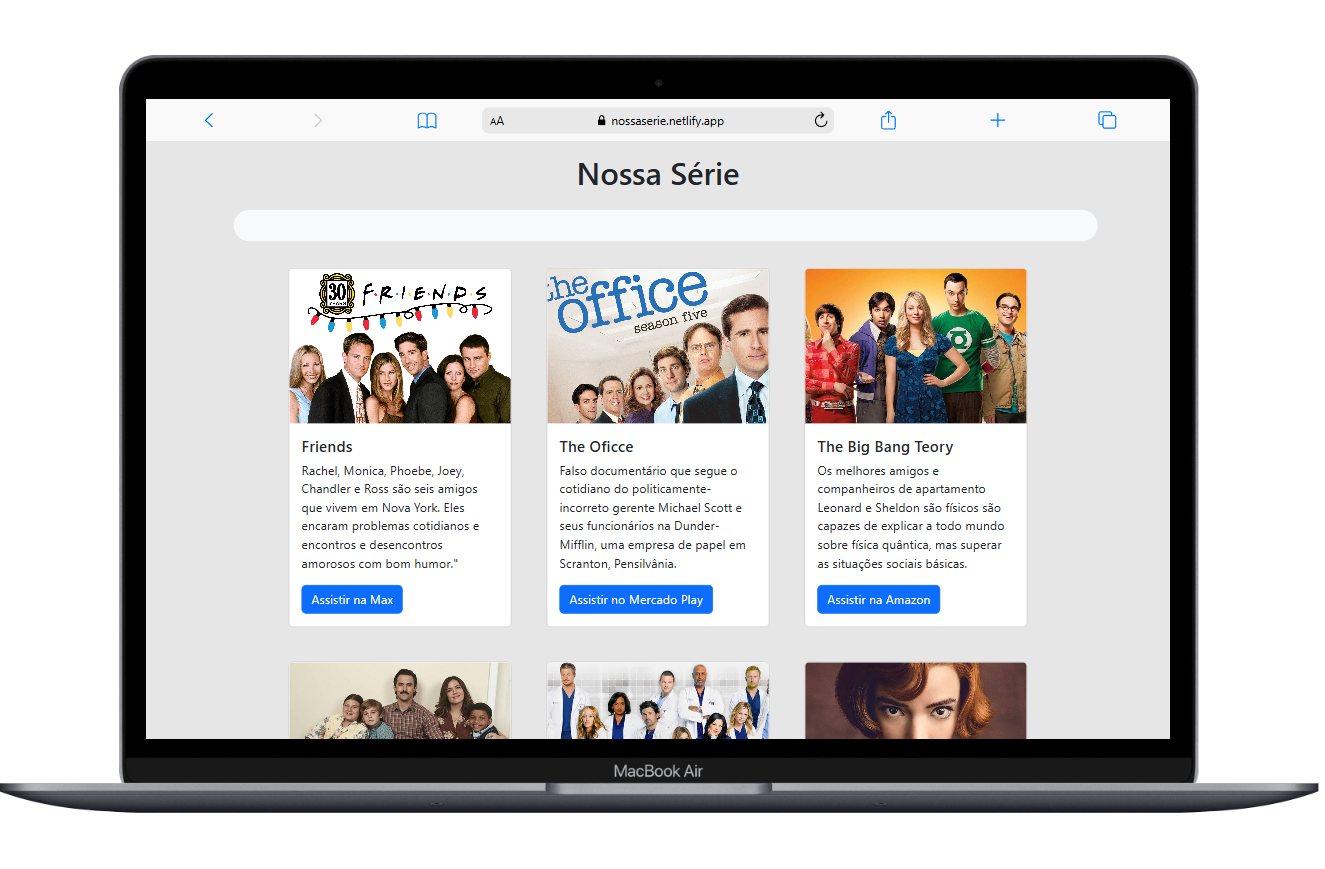 AA
nossaserie.netlify.app
Nossa Série
30
YEARS
F·R·I·E·N·D·S
the
office
season five
Friends
Rachel, Monica, Phoebe, Joey,
Chandler e Ross são seis amigos
que vivem em Nova York. Eles
encaram problemas cotidianos e
encontros e desencontros
amorosos com bom humor."
Assistir na Max
The Oficce
Falso documentário que segue o
cotidiano do politicamente-
incorreto gerente Michael Scott e
seus funcionários na Dunder-
Mifflin, uma empresa de papel em
Scranton, Pensilvânia.
Assistir no Mercado Play
The Big Bang Teory
Os melhores amigos e
companheiros de apartamento
Leonard e Sheldon são físicos são
capazes de explicar a todo mundo
sobre física quântica, mas superar
as situações sociais básicas.
Assistir na Amazon
MacBook Air